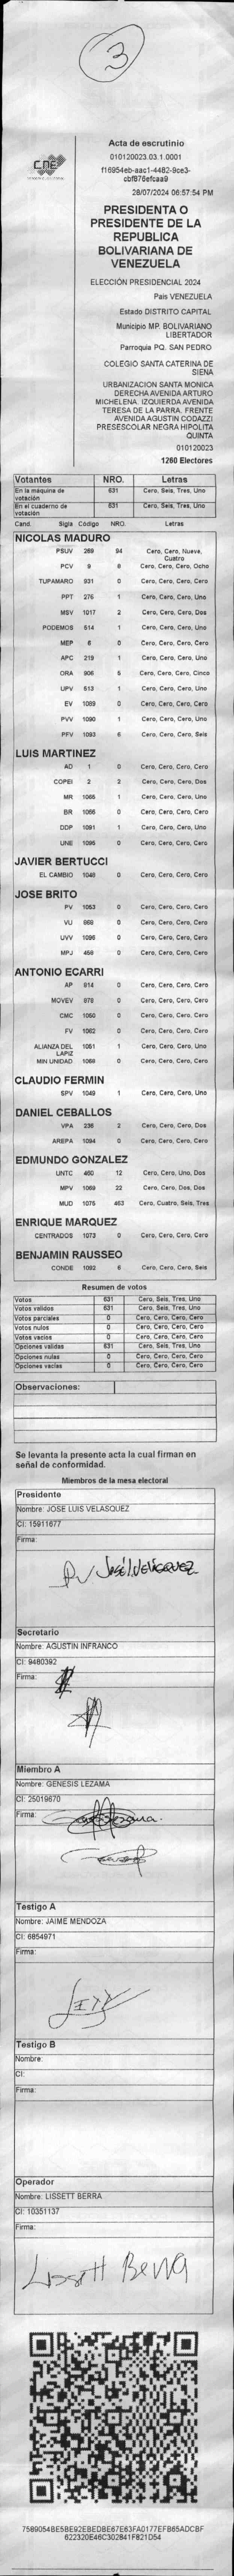 3
Acta de escrutinio
010120023.03.1.0001
f16954eb-aac1-4482-9ce3-
cbf876efcaa9
28/07/2024 06:57:54 PM
CNE
PRESIDENTA O
PRESIDENTE DE LA
REPUBLICA
BOLIVARIANA DE
VENEZUELA
ELECCIÓN PRESIDENCIAL 2024
Pais VENEZUELA
Estado DISTRITO CAPITAL
Municipio MP. BOLIVARIANO
LIBERTADOR
Parroquia PQ. SAN PEDRO
COLEGIO SANTA CATERINA DE
SIENA
URBANIZACION SANTA MONICA
DERECHA AVENIDA ARTURO
MICHELENA. IZQUIERDA AVENIDA
TERESA DE LA PARRA. FRENTE
AVENIDA AGUSTIN CODAZZI
PRESESCOLAR NEGRA HIPOLITA
QUINTA
010120023
1260 Electores
Votantes NRO. Letras
En la máquina de votación 631 Cero, Seis, Tres, Uno
En el cuaderno de votación 631 Cero, Seis, Tres, Uno
Cand. Sigla Código NRO. Letras
NICOLAS MADURO
PSUV 269 94 Cero, Cero, Nueve, Cuatro
PCV 9 8 Cero, Cero, Cero, Ocho
TUPAMARO 931 0 Cero, Cero, Cero, Cero
PPT 276 1 Cero, Cero, Cero, Uno
MSV 1017 2 Cero, Cero, Cero, Dos
PODEMOS 514 1 Cero, Cero, Cero, Uno
MEP 6 0 Cero, Cero, Cero, Cero
APC 219 1 Cero, Cero, Cero, Uno
ORA 906 5 Cero, Cero, Cero, Cinco
UPV 513 1 Cero, Cero, Cero, Uno
EV 1089 0 Cero, Cero, Cero, Cero
PVV 1090 1 Cero, Cero, Cero, Uno
PFV 1093 6 Cero, Cero, Cero, Seis
LUIS MARTINEZ
AD 1 0 Cero, Cero, Cero, Cero
COPEI 2 2 Cero, Cero, Cero, Dos
MR 1065 1 Cero, Cero, Cero, Uno
BR 1066 0 Cero, Cero, Cero, Cero
DDP 1091 1 Cero, Cero, Cero, Uno
UNE 1095 0 Cero, Cero, Cero, Cero
JAVIER BERTUCCI
EL CAMBIO 1048 0 Cero, Cero, Cero, Cero
JOSE BRITO
PV 1053 0 Cero, Cero, Cero, Cero
VU 868 0 Cero, Cero, Cero, Cero
UVV 1096 0 Cero, Cero, Cero, Cero
MPJ 458 0 Cero, Cero, Cero, Cero
ANTONIO ECARRI
AP 914 0 Cero, Cero, Cero, Cero
MOVEV 979 0 Cero, Cero, Cero, Cero
CMC 1050 0 Cero, Cero, Cero, Cero
FV 1062 0 Cero, Cero, Cero, Cero
ALIANZA DEL LAPIZ 1051 1 Cero, Cero, Cero, Uno
MIN UNIDAD 1068 0 Cero, Cero, Cero, Cero
CLAUDIO FERMIN
SPV 1049 1 Cero, Cero, Cero, Uno
DANIEL CEBALLOS
VPA 236 2 Cero, Cero, Cero, Dos
AREPA 1094 0 Cero, Cero, Cero, Cero
EDMUNDO GONZALEZ
UNTC 460 12 Cero, Cero, Uno, Dos
MPV 1069 22 Cero, Cero, Dos, Dos
MUD 1075 463 Cero, Cuatro, Seis, Tres
ENRIQUE MARQUEZ
CENTRADOS 1073 0 Cero, Cero, Cero, Cero
BENJAMIN RAUSSEO
CONDE 1092 6 Cero, Cero, Cero, Seis
Resumen de votos
Votos 631 Cero, Seis, Tres, Uno
Votos validos 631 Cero, Seis, Tres, Uno
Votos parciales 0 Cero, Cero, Cero, Cero
Votos nulos 0 Cero, Cero, Cero, Cero
Votos vacios 0 Cero, Cero, Cero, Cero
Opciones validas 631 Cero, Seis, Tres, Uno
Opciones nulas 0 Cero, Cero, Cero, Cero
Opciones vacias 0 Cero, Cero, Cero, Cero
Observaciones:
Se levanta la presente acta la cual firman en
señal de conformidad.
Miembros de la mesa electoral
Presidente
Nombre: JOSE LUIS VELASQUEZ
CI: 15911677
Firma:
José L Velásquez
Secretario
Nombre: AGUSTIN INFRANCO
CI: 9480392
Firma:
Miembro A
Nombre: GENESIS LEZAMA
CI: 25019670
Firma:
Testigo A
Nombre: JAIME MENDOZA
CI: 6854971
Firma:
Testigo B
Nombre:
CI:
Firma:
Operador
Nombre: LISSETT BERRA
CI: 10351137
Firma:
Lissett Berra
7589054BE5BE92EBEDBE67E63FA0177EFB65ADCBF
622320E46C302841F821D54